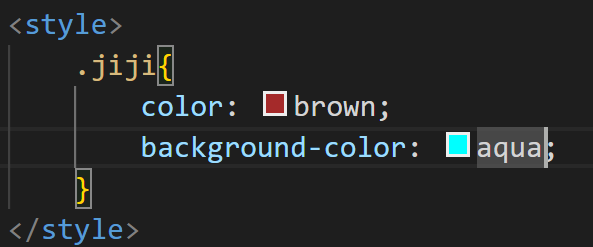 <style>
.jiji{
color: brown;
background-color: aqua;
}
</style>